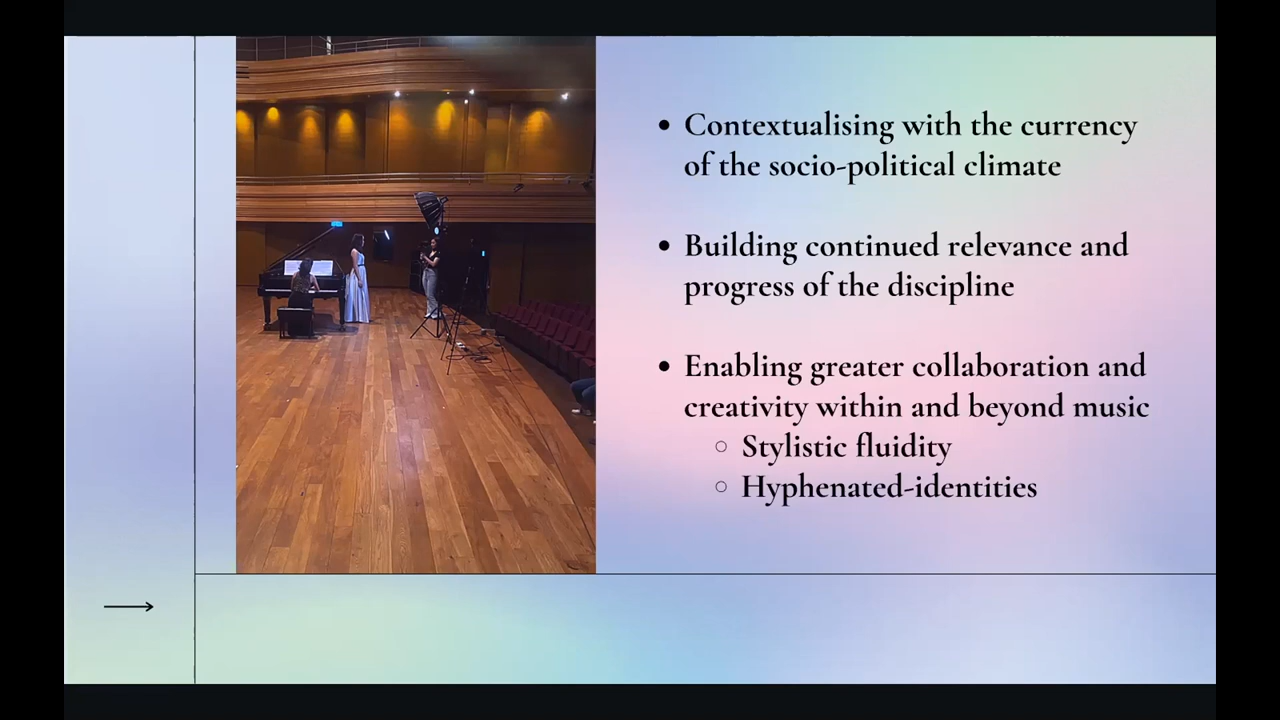 • Contextualising with the currency
of the socio-political climate
• Building continued relevance and
progress of the discipline
• Enabling greater collaboration and
creativity within and beyond music
○ Stylistic fluidity
○ Hyphenated-identities